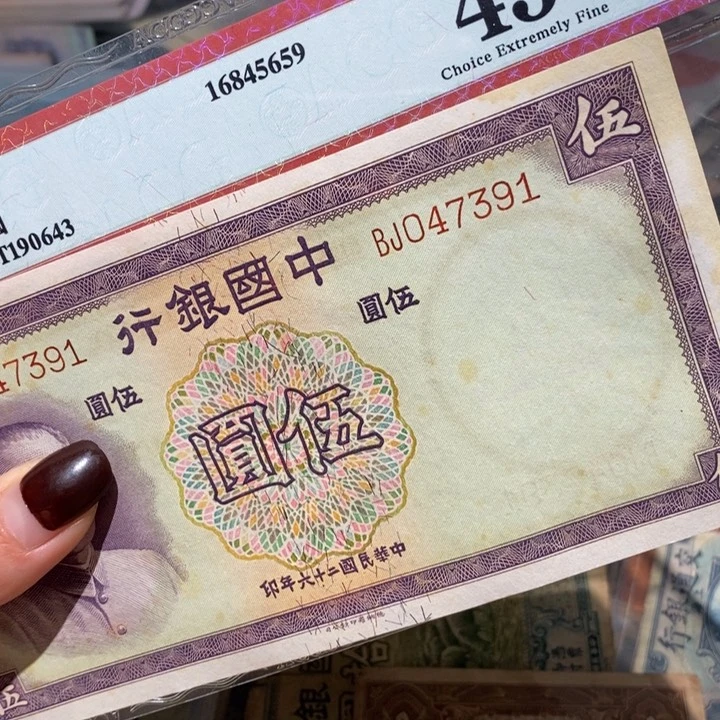 16845659
Choice Extremely Fine
T190643
伍
BJ047391
中國銀行
47391
伍圓
伍圓
伍圓
中華民國二十六年印
伍